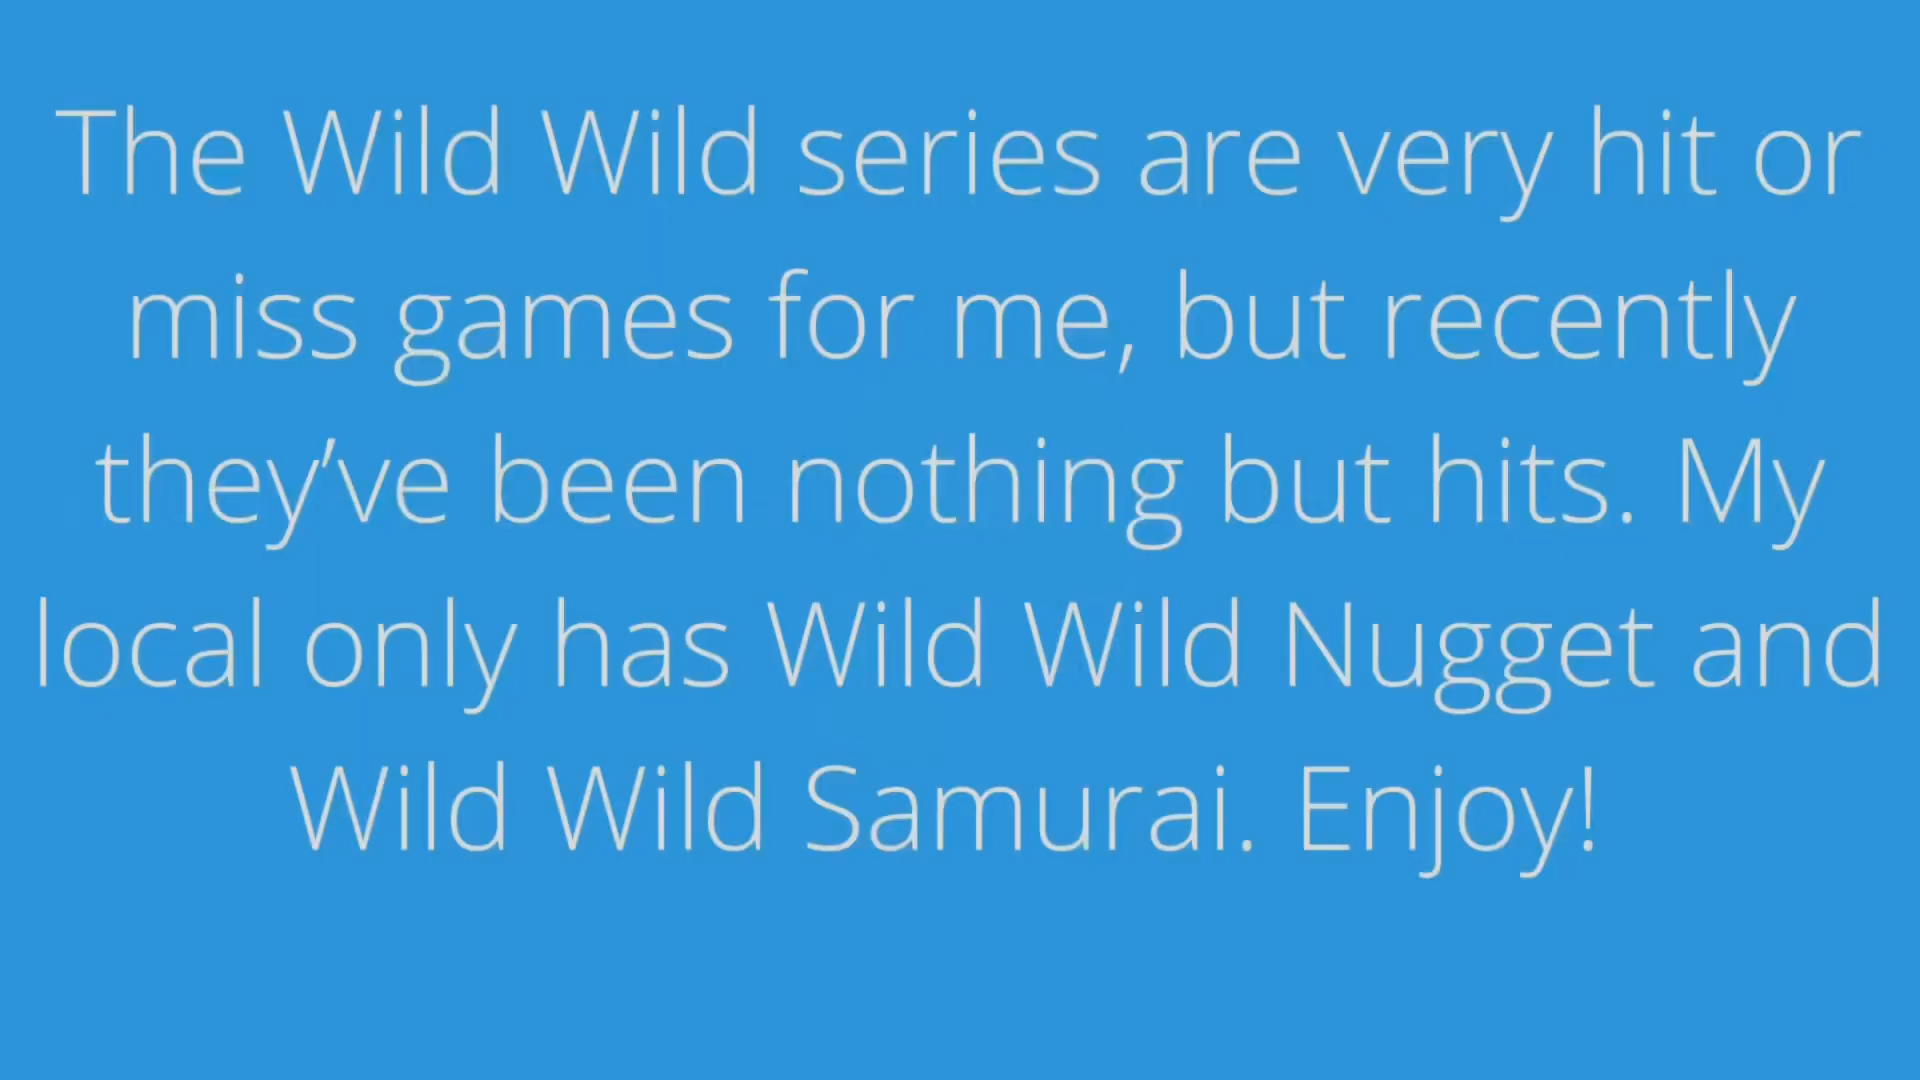 The Wild Wild series are very hit or
miss games for me, but recently
they’ve been nothing but hits. My
local only has Wild Wild Nugget and
Wild Wild Samurai. Enjoy!